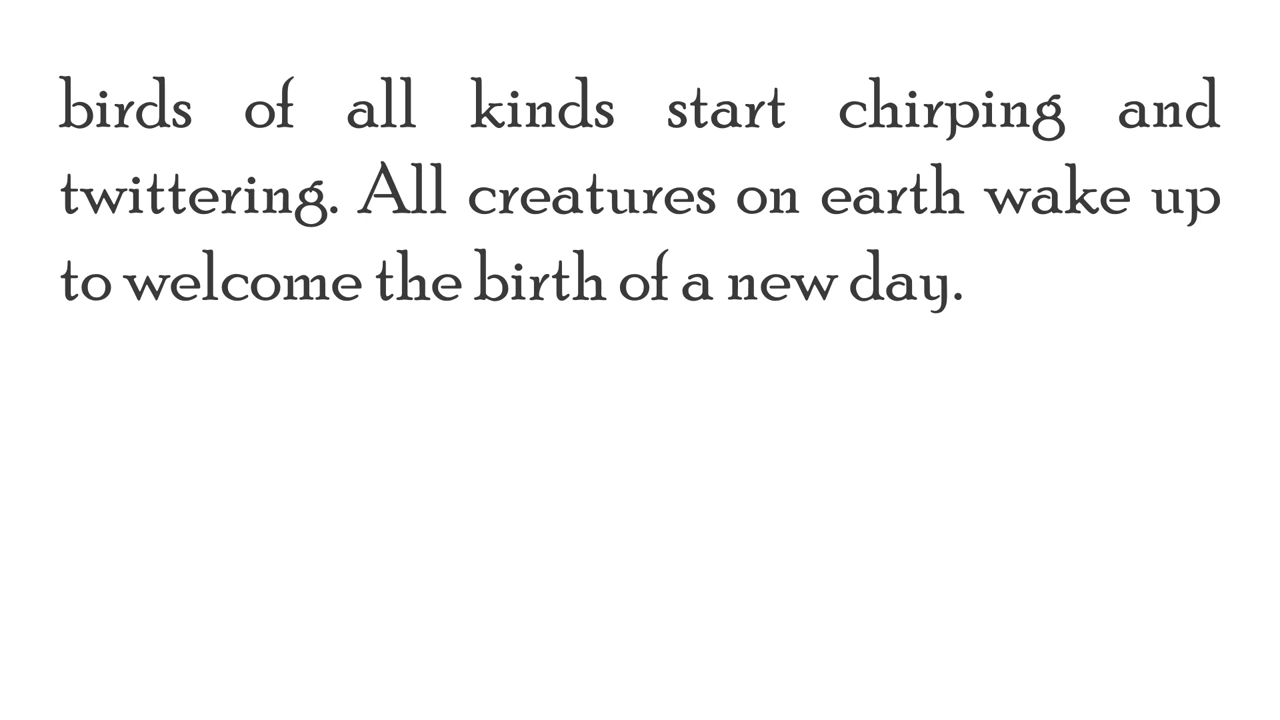 birds of all kinds start chirping and
twittering. All creatures on earth wake up
to welcome the birth of a new day.